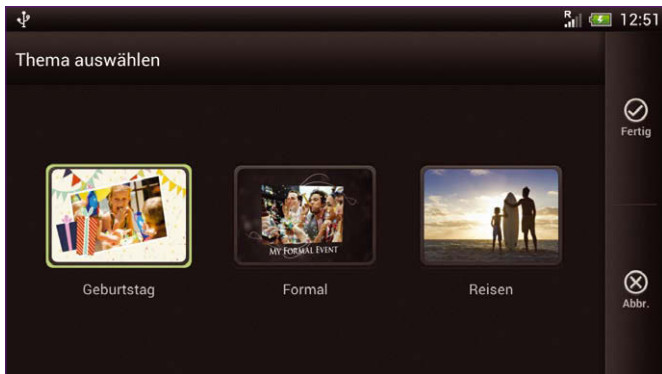 R
12:51
Thema auswählen
Fertig
MY FORMAL EVENT
Geburtstag
Formal
Reisen
Abbr.